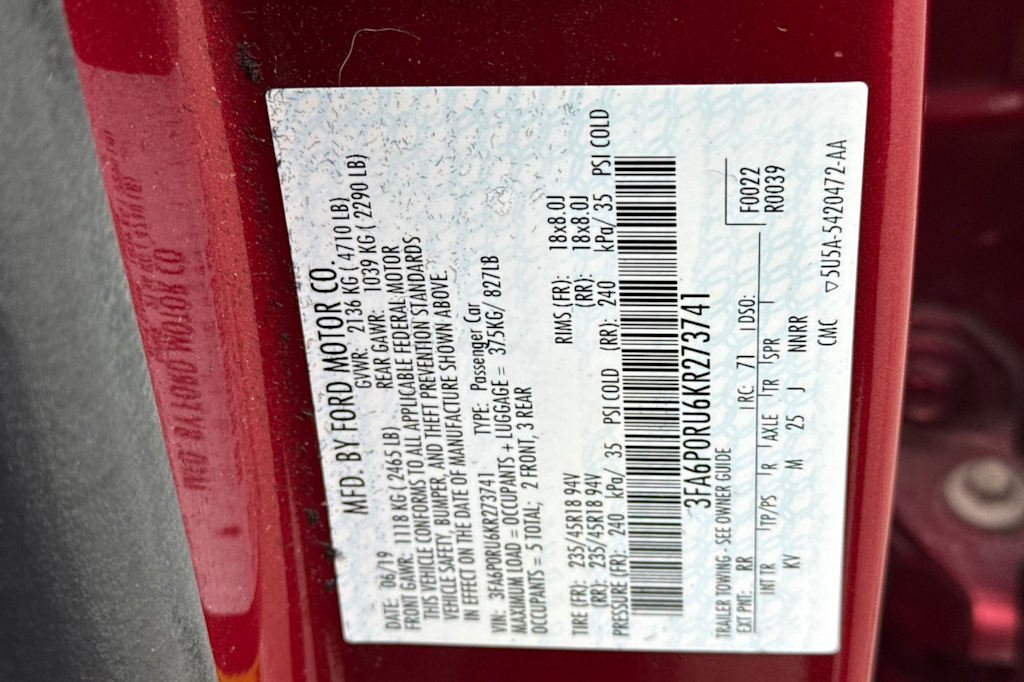 MFD. BY FORD MOTOR CO.
DATE: 06/19 GVWR: 2136 KG ( 4710 LB)
FRONT GAWR: 1118 KG ( 2465 LB) REAR GAWR: 1039 KG ( 2290 LB)
THIS VEHICLE CONFORMS TO ALL APPLICABLE FEDERAL MOTOR
VEHICLE SAFETY, BUMPER, AND THEFT PREVENTION STANDARDS
IN EFFECT ON THE DATE OF MANUFACTURE SHOWN ABOVE.
VIN: 3FA6P0RU6KR273741 TYPE: Passenger Car
MAXIMUM LOAD = OCCUPANTS + LUGGAGE = 375KG/ 827LB
OCCUPANTS = 5 TOTAL; 2 FRONT, 3 REAR
TIRE (FR): 235/45R18 94V RIMS (FR): 18x8.0J
(RR): 235/45R18 94V (RR): 18x8.0J
PRESSURE (FR): 240 kPa/ 35 PSI COLD (RR): 240 kPa/ 35 PSI COLD
3FA6P0RU6KR273741
TRAILER TOWING - SEE OWNER GUIDE
F0022
EXT PNT: RR RC: 71 DSO: R0039
INT TR TP/PS R AXLE TR SPR
KV M 25 J NNRR
CMC ▽5U5A-5420472-AA